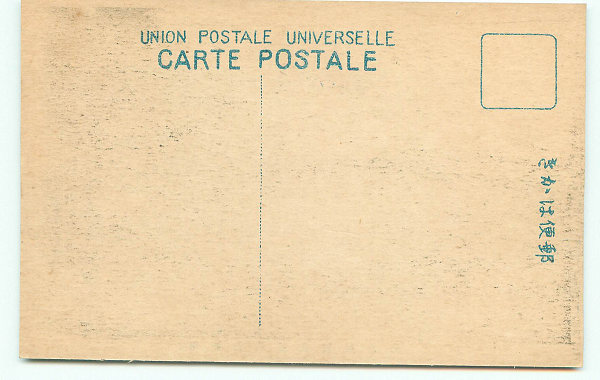 UNION POSTALE UNIVERSELLE
CARTE POSTALE
きかは便郵